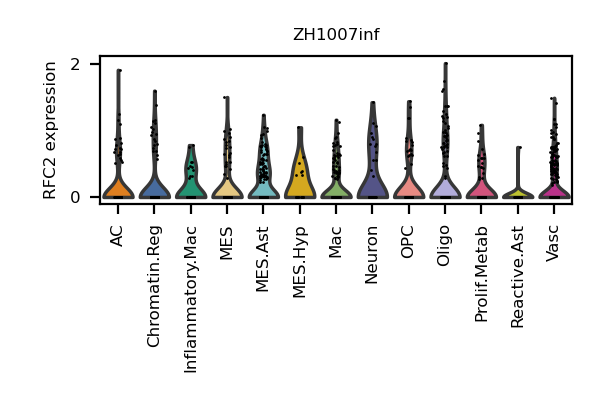 ZH1007inf
RFC2 expression
2
0
AC
Chromatin.Reg
Inflammatory.Mac
MES
MES.Ast
MES.Hyp
Mac
Neuron
OPC
Oligo
Prolif.Metab
Reactive.Ast
Vasc